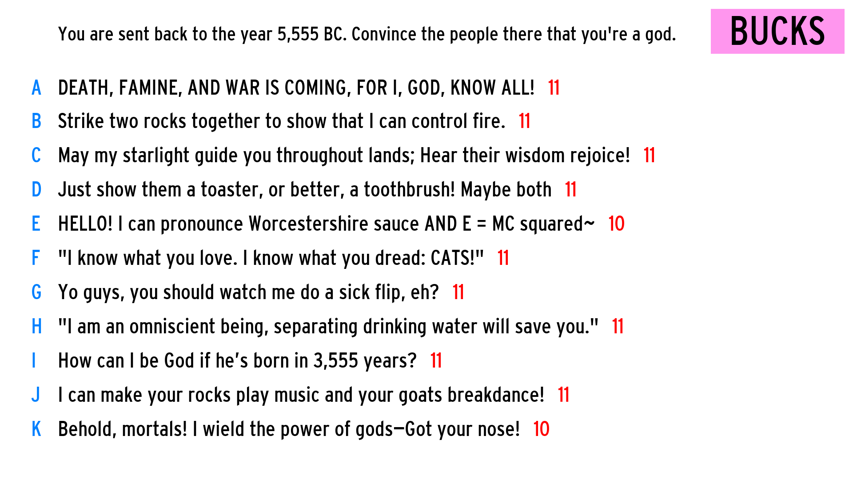 You are sent back to the year 5,555 BC. Convince the people there that you're a god.
BUCKS
A DEATH, FAMINE, AND WAR IS COMING, FOR I, GOD, KNOW ALL! 11
B Strike two rocks together to show that I can control fire. 11
C May my starlight guide you throughout lands; Hear their wisdom rejoice! 11
D Just show them a toaster, or better, a toothbrush! Maybe both 11
E HELLO! I can pronounce Worcestershire sauce AND E = MC squared~ 10
F "I know what you love. I know what you dread: CATS!" 11
G Yo guys, you should watch me do a sick flip, eh? 11
H "I am an omniscient being, separating drinking water will save you." 11
I How can I be God if he’s born in 3,555 years? 11
J I can make your rocks play music and your goats breakdance! 11
K Behold, mortals! I wield the power of gods—Got your nose! 10